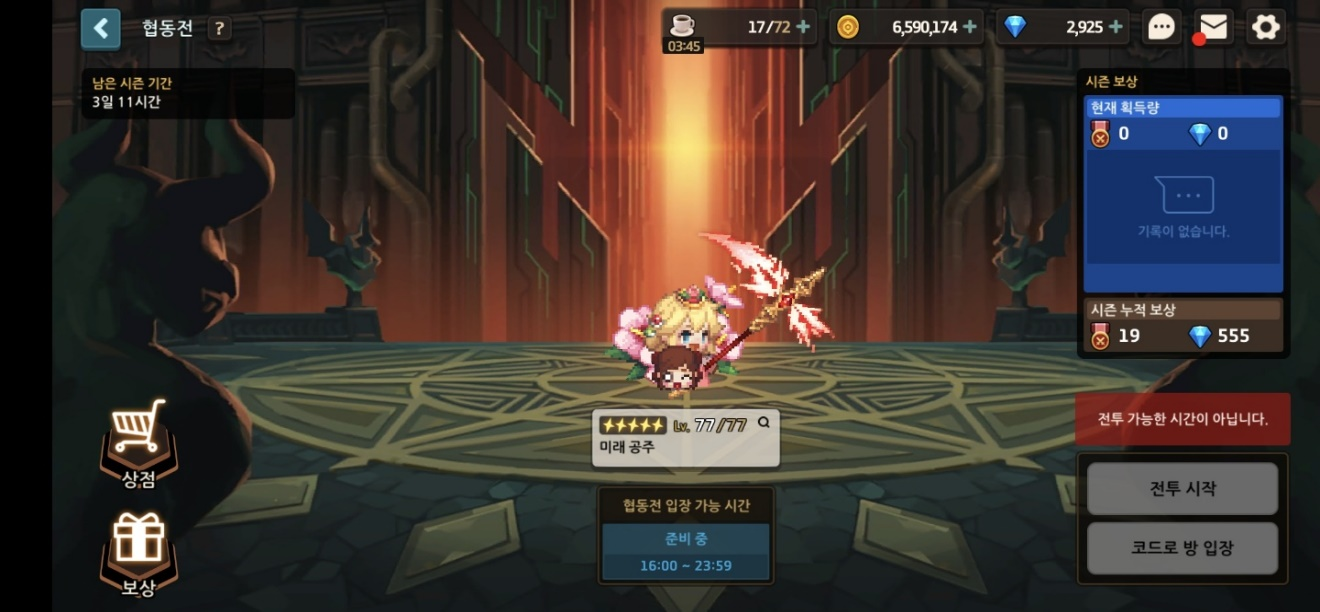 협동전 ?
03:45
17/72 +
6,590,174 +
2,925 +
남은 시즌 기간
3일 11시간
시즌 보상
현재 획득량
0 0
기록이 없습니다.
시즌 누적 보상
19 555
Lv. 77/77
미래 공주
전투 가능한 시간이 아닙니다.
상점
보상
협동전 입장 가능 시간
준비 중
16:00 ~ 23:59
전투 시작
코드로 방 입장